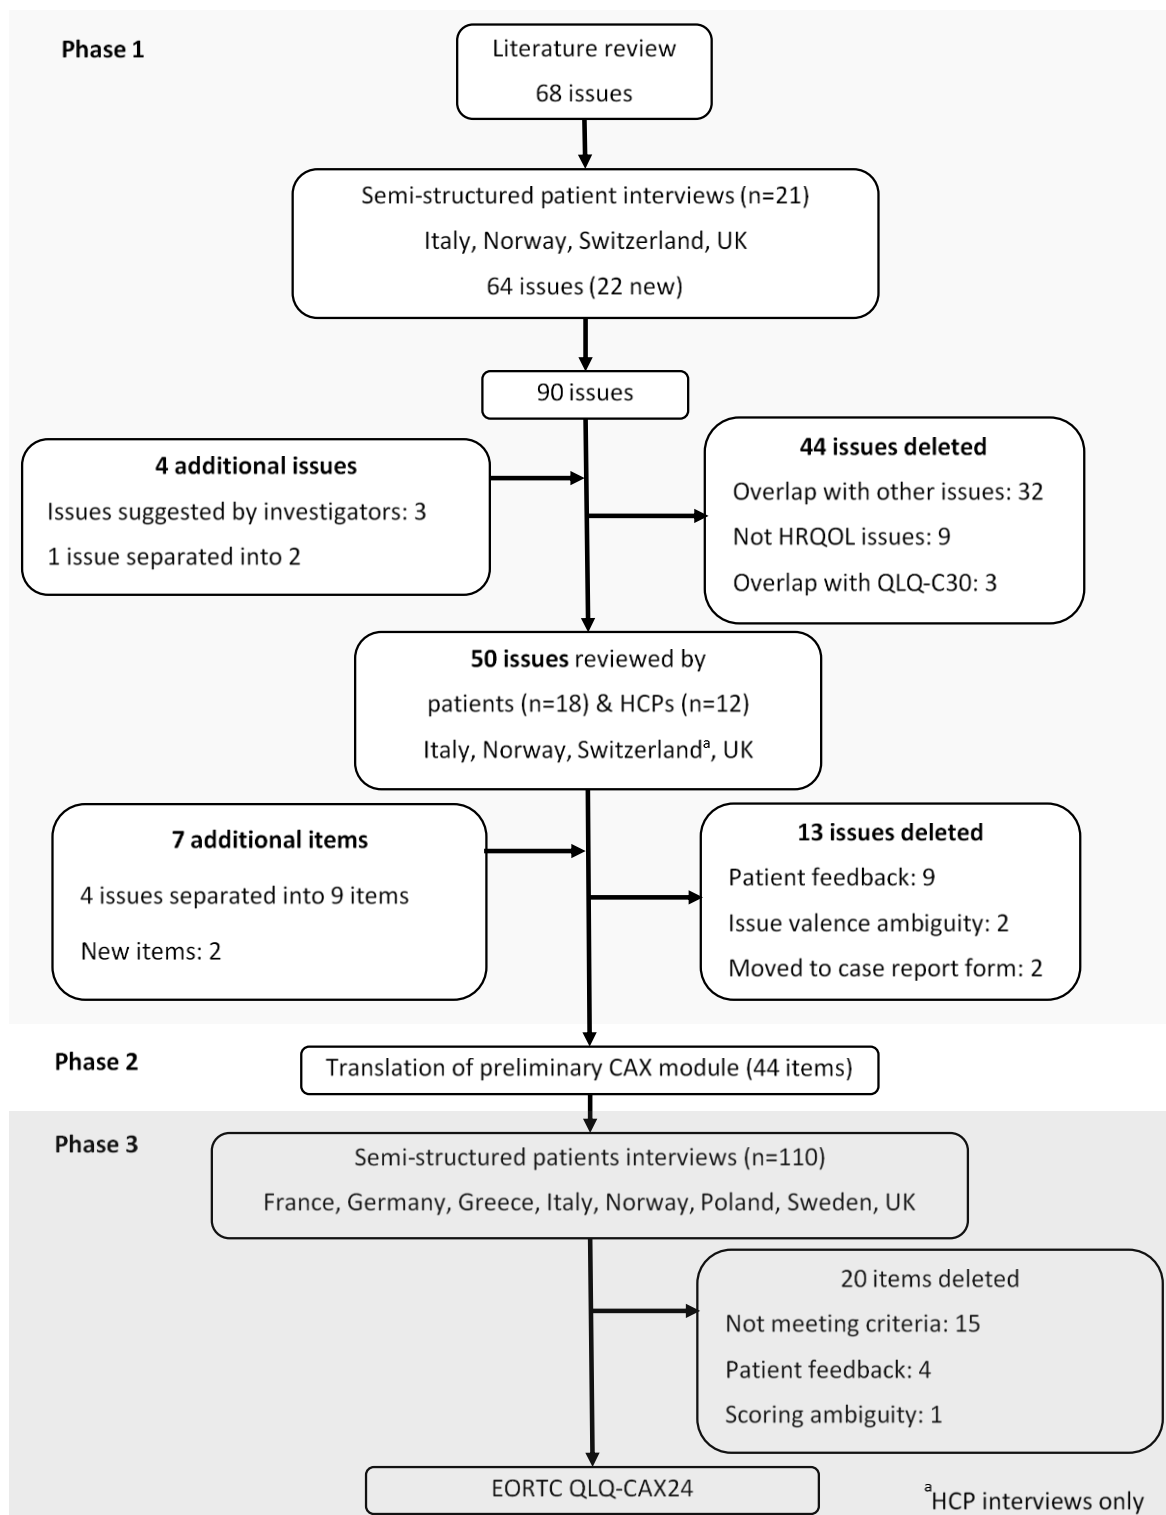 Phase 1
Literature review
68 issues
Semi-structured patient interviews (n=21)
Italy, Norway, Switzerland, UK
64 issues (22 new)
90 issues
4 additional issues
Issues suggested by investigators: 3
1 issue separated into 2
44 issues deleted
Overlap with other issues: 32
Not HRQOL issues: 9
Overlap with QLQ-C30: 3
50 issues reviewed by
patients (n=18) & HCPs (n=12)
Italy, Norway, Switzerlandᵃ, UK
7 additional items
4 issues separated into 9 items
New items: 2
13 issues deleted
Patient feedback: 9
Issue valence ambiguity: 2
Moved to case report form: 2
Phase 2
Translation of preliminary CAX module (44 items)
Phase 3
Semi-structured patients interviews (n=110)
France, Germany, Greece, Italy, Norway, Poland, Sweden, UK
20 items deleted
Not meeting criteria: 15
Patient feedback: 4
Scoring ambiguity: 1
EORTC QLQ-CAX24
ᵃHCP interviews only